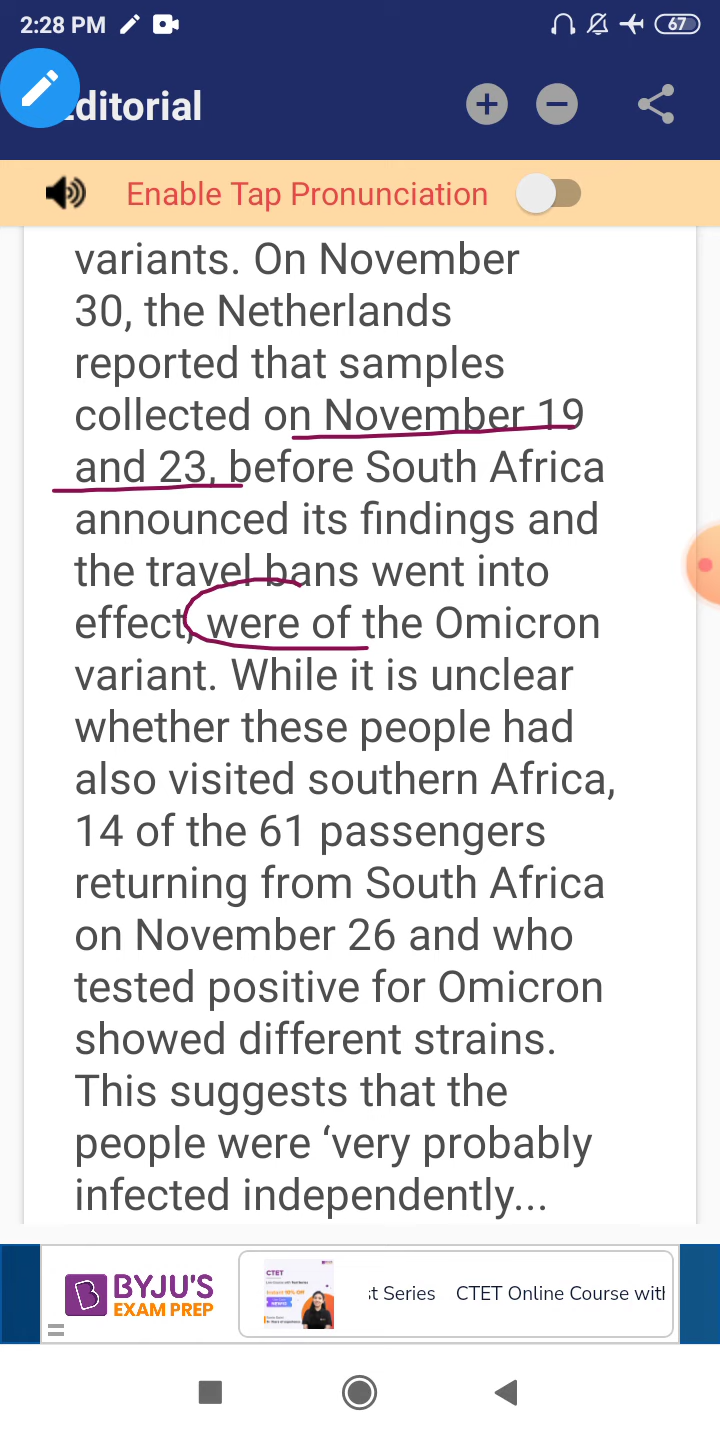 2:28 PM
67
ditorial
Enable Tap Pronunciation
variants. On November
30, the Netherlands
reported that samples
collected on November 19
and 23, before South Africa
announced its findings and
the travel bans went into
effect, were of the Omicron
variant. While it is unclear
whether these people had
also visited southern Africa,
14 of the 61 passengers
returning from South Africa
on November 26 and who
tested positive for Omicron
showed different strains.
This suggests that the
people were ‘very probably
infected independently...
B BYJU'S
EXAM PREP
CTET
st Series CTET Online Course with